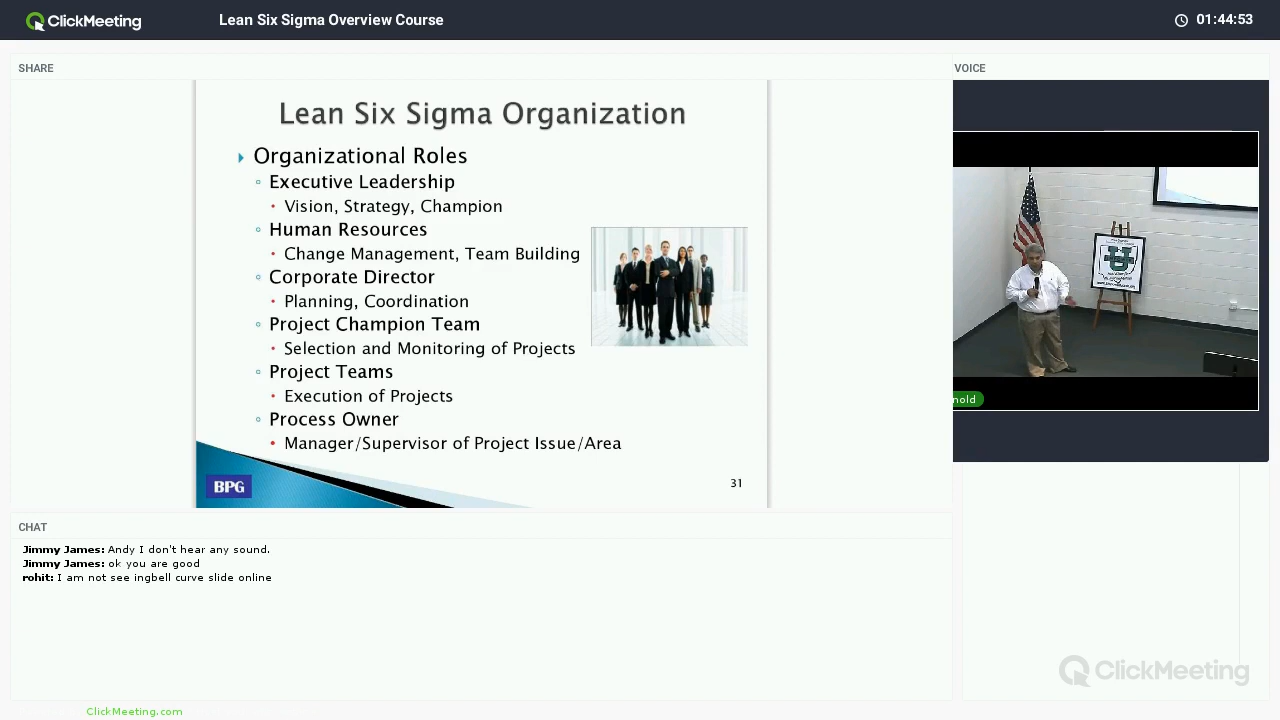 ClickMeeting
Lean Six Sigma Overview Course
01:44:53
SHARE
VOICE
Lean Six Sigma Organization
Organizational Roles
Executive Leadership
Vision, Strategy, Champion
Human Resources
Change Management, Team Building
Corporate Director
Planning, Coordination
Project Champion Team
Selection and Monitoring of Projects
Project Teams
Execution of Projects
Process Owner
Manager/Supervisor of Project Issue/Area
BPG
31
nold
CHAT
Jimmy James: Andy I don't hear any sound.
Jimmy James: ok you are good
rohit: I am not see ingbell curve slide online
ClickMeeting
ClickMeeting.com